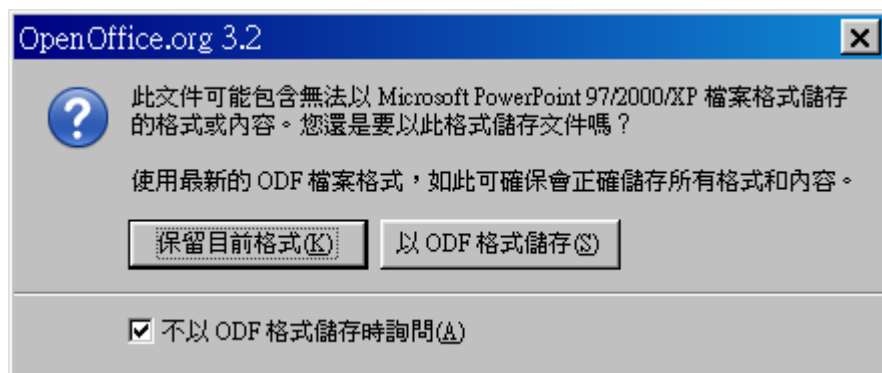 OpenOffice.org 3.2
此文件可能包含無法以 Microsoft PowerPoint 97/2000/XP 檔案格式儲存
的格式或內容。您還是要以此格式儲存文件嗎？
使用最新的 ODF 檔案格式，如此可確保會正確儲存所有格式和內容。
保留目前格式(K) 以 ODF 格式儲存(S)
不以 ODF 格式儲存時詢問(A)